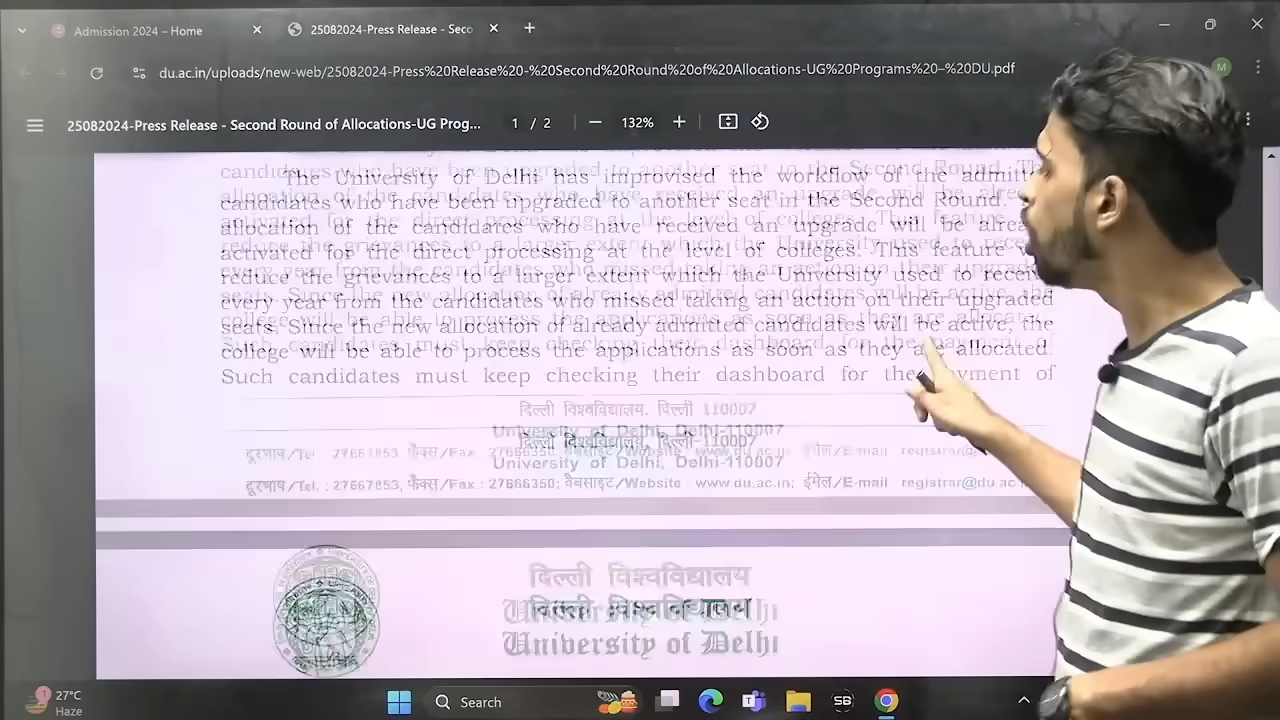 Admission 2024 – Home
25082024-Press Release - Seco
du.ac.in/uploads/new-web/25082024-Press%20Release%20-%20Second%20Round%20of%20Allocations-UG%20Programs%20–%20DU.pdf
M
25082024-Press Release - Second Round of Allocations-UG Prog...
1 / 2
132%
The University of Delhi has improvised the workflow of the admitt
candidates who have been upgraded to another seat in the Second Round.
allocation of the candidates who have received an upgrade will be alrea
activated for the direct processing at the level of colleges. This feature
reduce the grievances to a larger extent which the University used to receiv
every year from the candidates who missed taking an action on their upgraded
seats. Since the new allocation of already admitted candidates will be active, the
college will be able to process the applications as soon as they are allocated.
Such candidates must keep checking their dashboard for the payment of
दिल्ली विश्वविद्यालय, दिल्ली-110007
University of Delhi, Delhi-110007
दूरभाष/Tel. : 27667853, फैक्स/Fax : 27666350; वैबसाइट/Website : www.du.ac.in; ईमेल/E-mail registrar@du.ac.
दिल्ली विश्वविद्यालय
University of Delhi
1
27°C
Haze
Search
SB